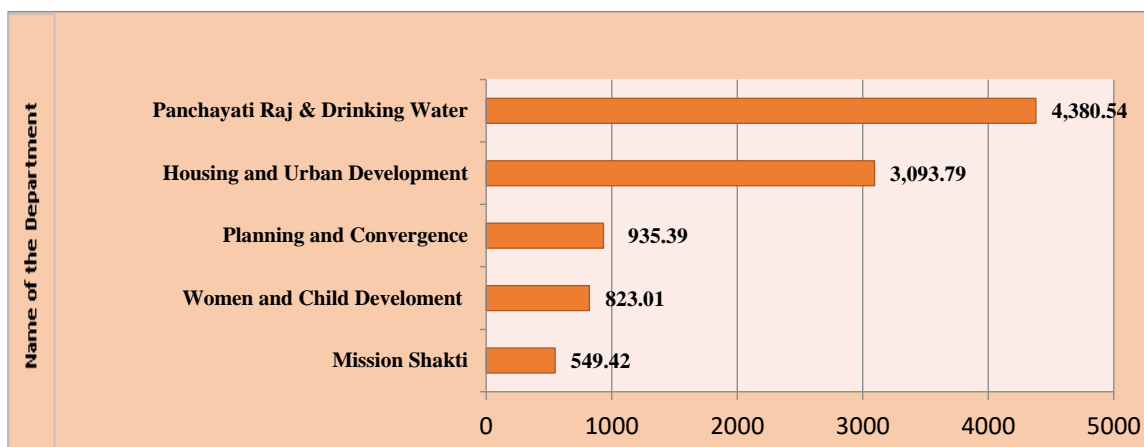 Name of the Department
Panchayati Raj & Drinking Water
4,380.54
Housing and Urban Development
3,093.79
Planning and Convergence
935.39
Women and Child Develoment
823.01
Mission Shakti
549.42
0 1000 2000 3000 4000 5000